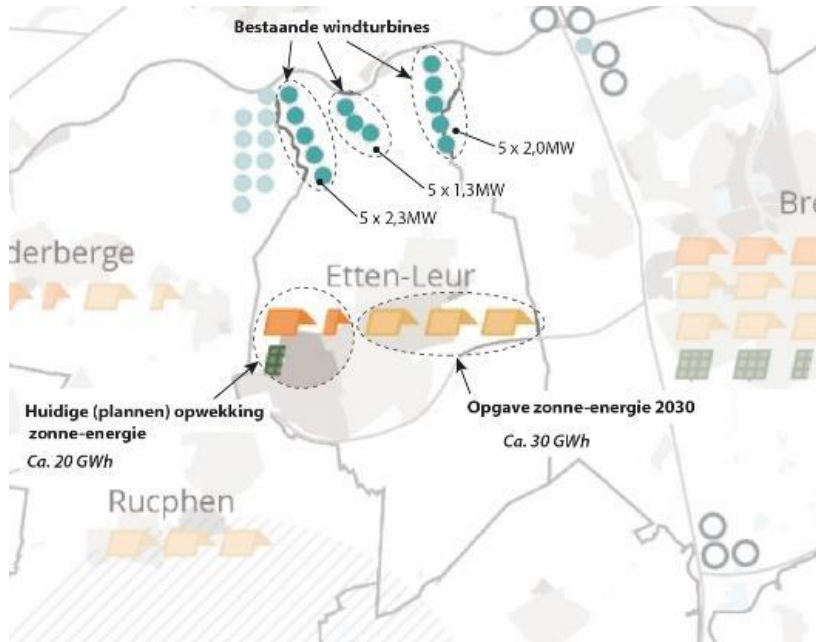 Bestaande windturbines
5 x 2,0MW
5 x 1,3MW
5 x 2,3MW
derberge
Etten-Leur
Bre
Huidige (plannen) opwekking
zonne-energie
Ca. 20 GWh
Opgave zonne-energie 2030
Ca. 30 GWh
Rucphen